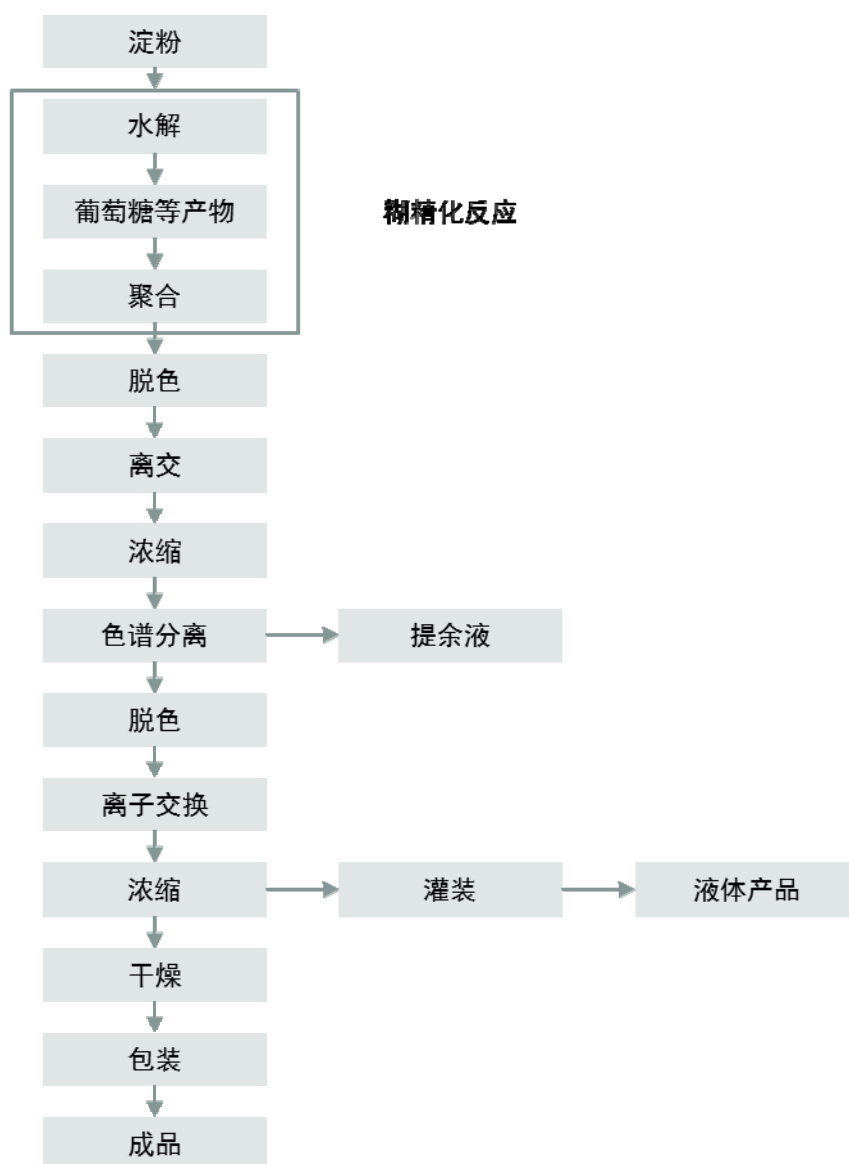 淀粉
水解
葡萄糖等产物
糊精化反应
聚合
脱色
离交
浓缩
色谱分离
提余液
脱色
离子交换
浓缩
灌装
液体产品
干燥
包装
成品